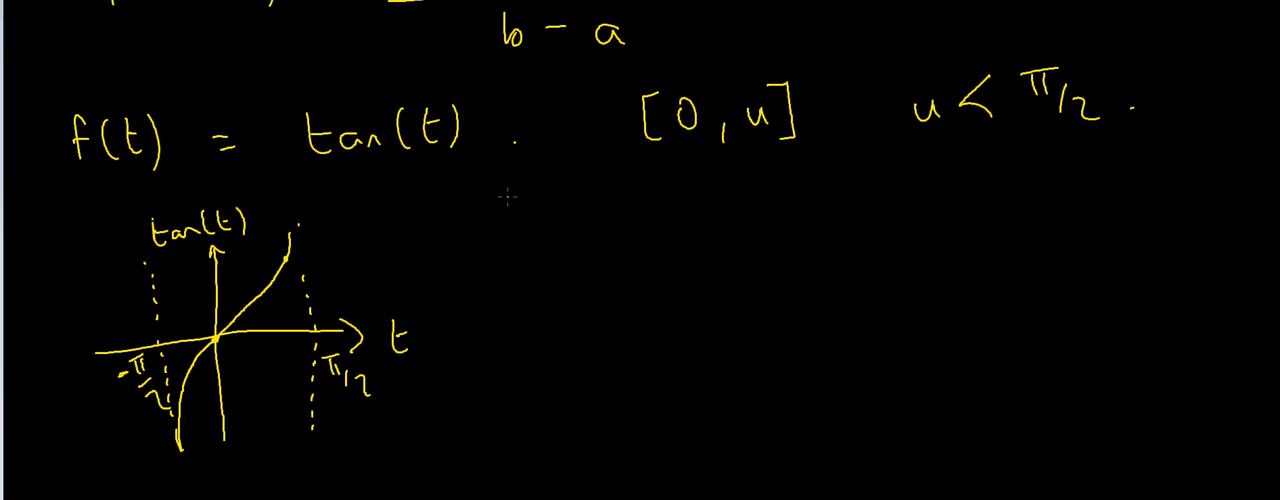 b - a
f(t) = tan(t) . [0, u] u < π/2 .
tan(t)
t
-π/2
π/2